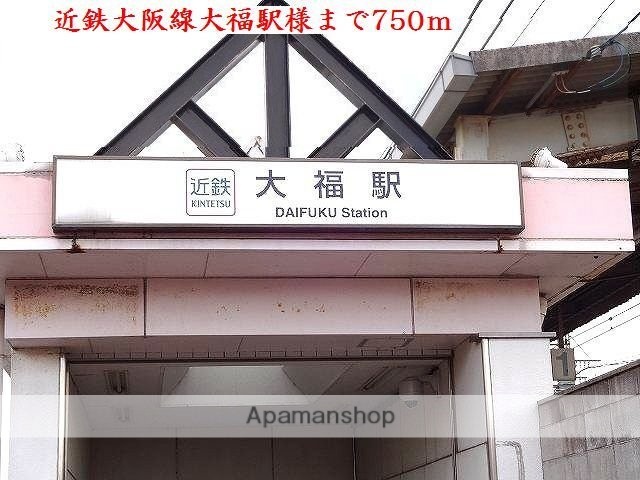 近鉄大阪線大福駅様まで750m
近鉄
KINTETSU
大福駅
DAIFUKU Station
1
Apamanshop